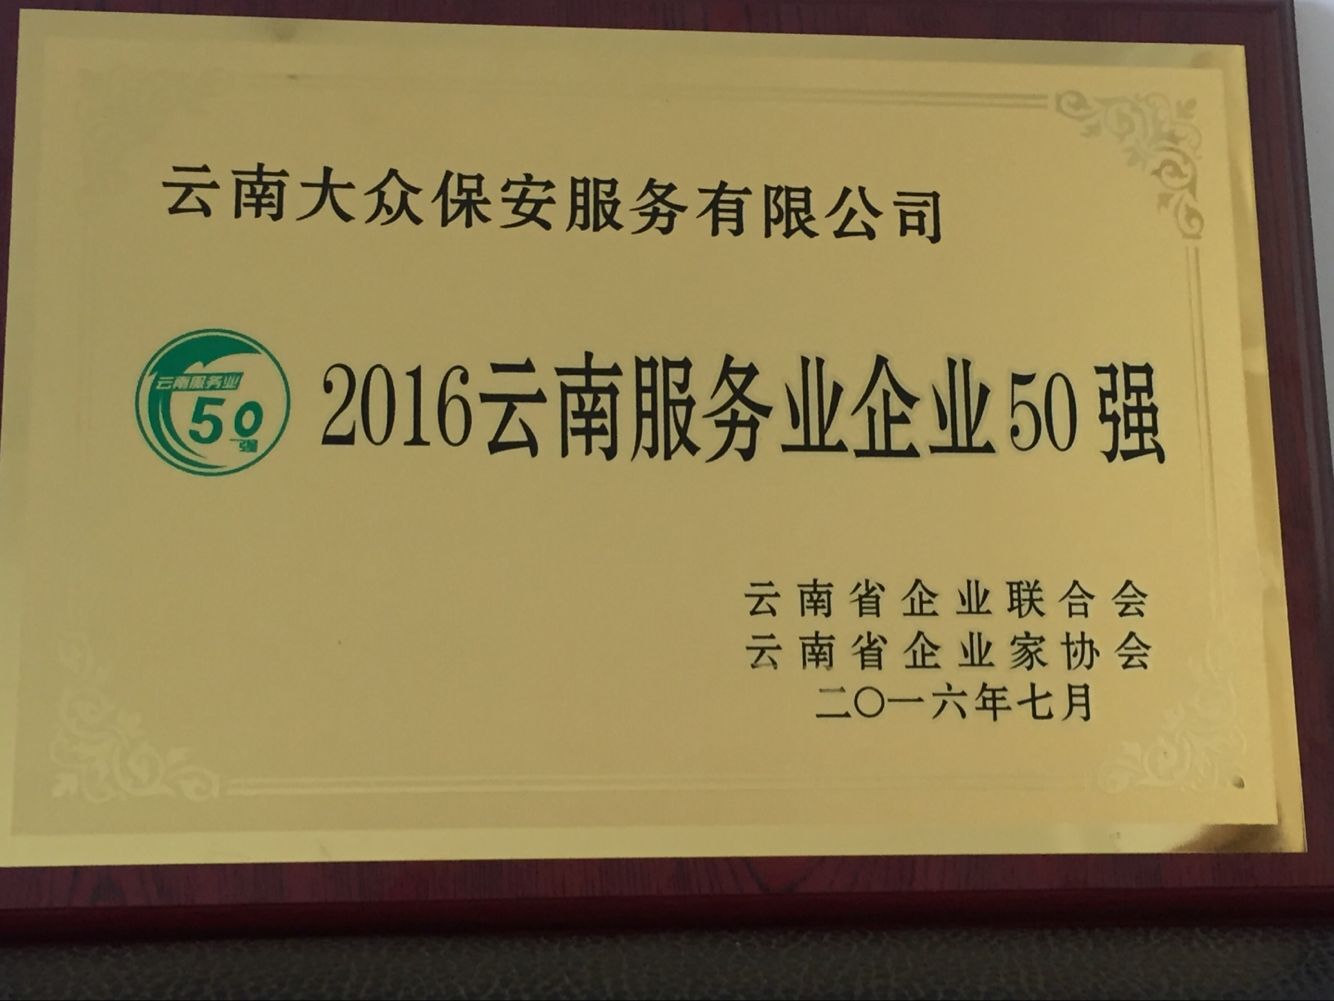 云南大众保安服务有限公司
云南服务业
50
强
2016云南服务业企业50强
云南省企业联合会
云南省企业家协会
二〇一六年七月